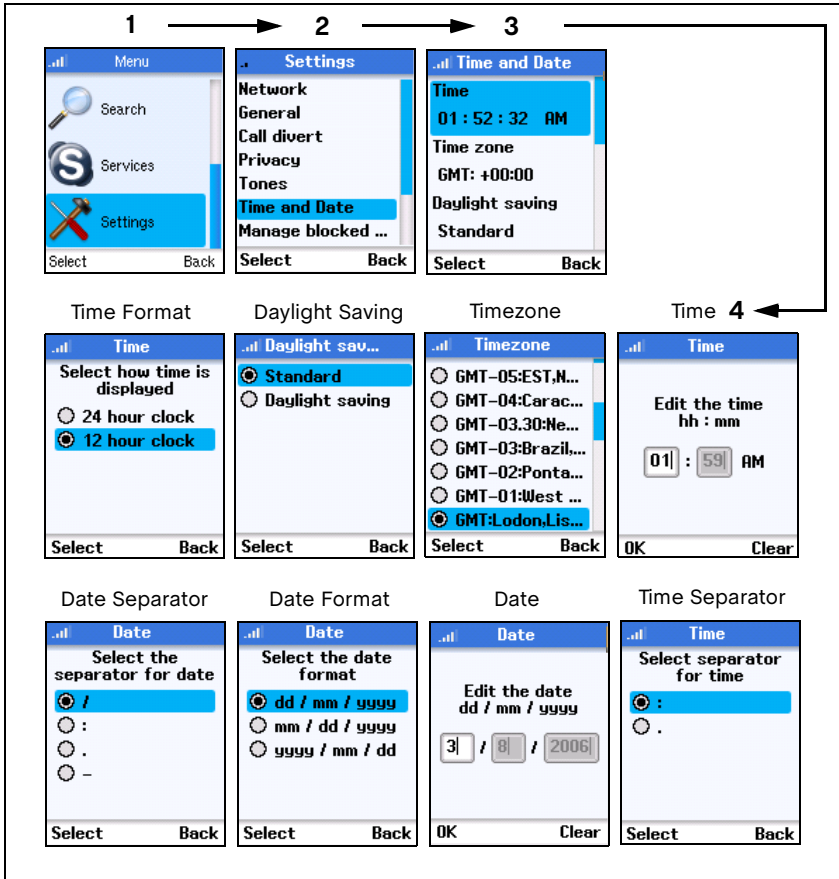 1 2 3
Menu
Search
Services
Settings
Select Back
Settings
Network
General
Call divert
Privacy
Tones
Time and Date
Manage blocked ...
Select Back
Time and Date
Time
01 : 52 : 32 AM
Time zone
GMT: +00:00
Daylight saving
Standard
Select Back
Time Format
Time
Select how time is
displayed
24 hour clock
12 hour clock
Select Back
Daylight Saving
Daylight sav...
Standard
Daylight saving
Select Back
Timezone
Timezone
GMT-05:EST,N...
GMT-04:Carac...
GMT-03.30:Ne...
GMT-03:Brazil,...
GMT-02:Ponta...
GMT-01:West ...
GMT:Lodon,Lis...
Select Back
Time 4
Time
Edit the time
hh : mm
01 : 59 AM
OK Clear
Date Separator
Date
Select the
separator for date
/
:
.
-
Select Back
Date Format
Date
Select the date
format
dd / mm / yyyy
mm / dd / yyyy
yyyy / mm / dd
Select Back
Date
Date
Edit the date
dd / mm / yyyy
3 / 8 / 2006
OK Clear
Time Separator
Time
Select separator
for time
:
.
Select Back